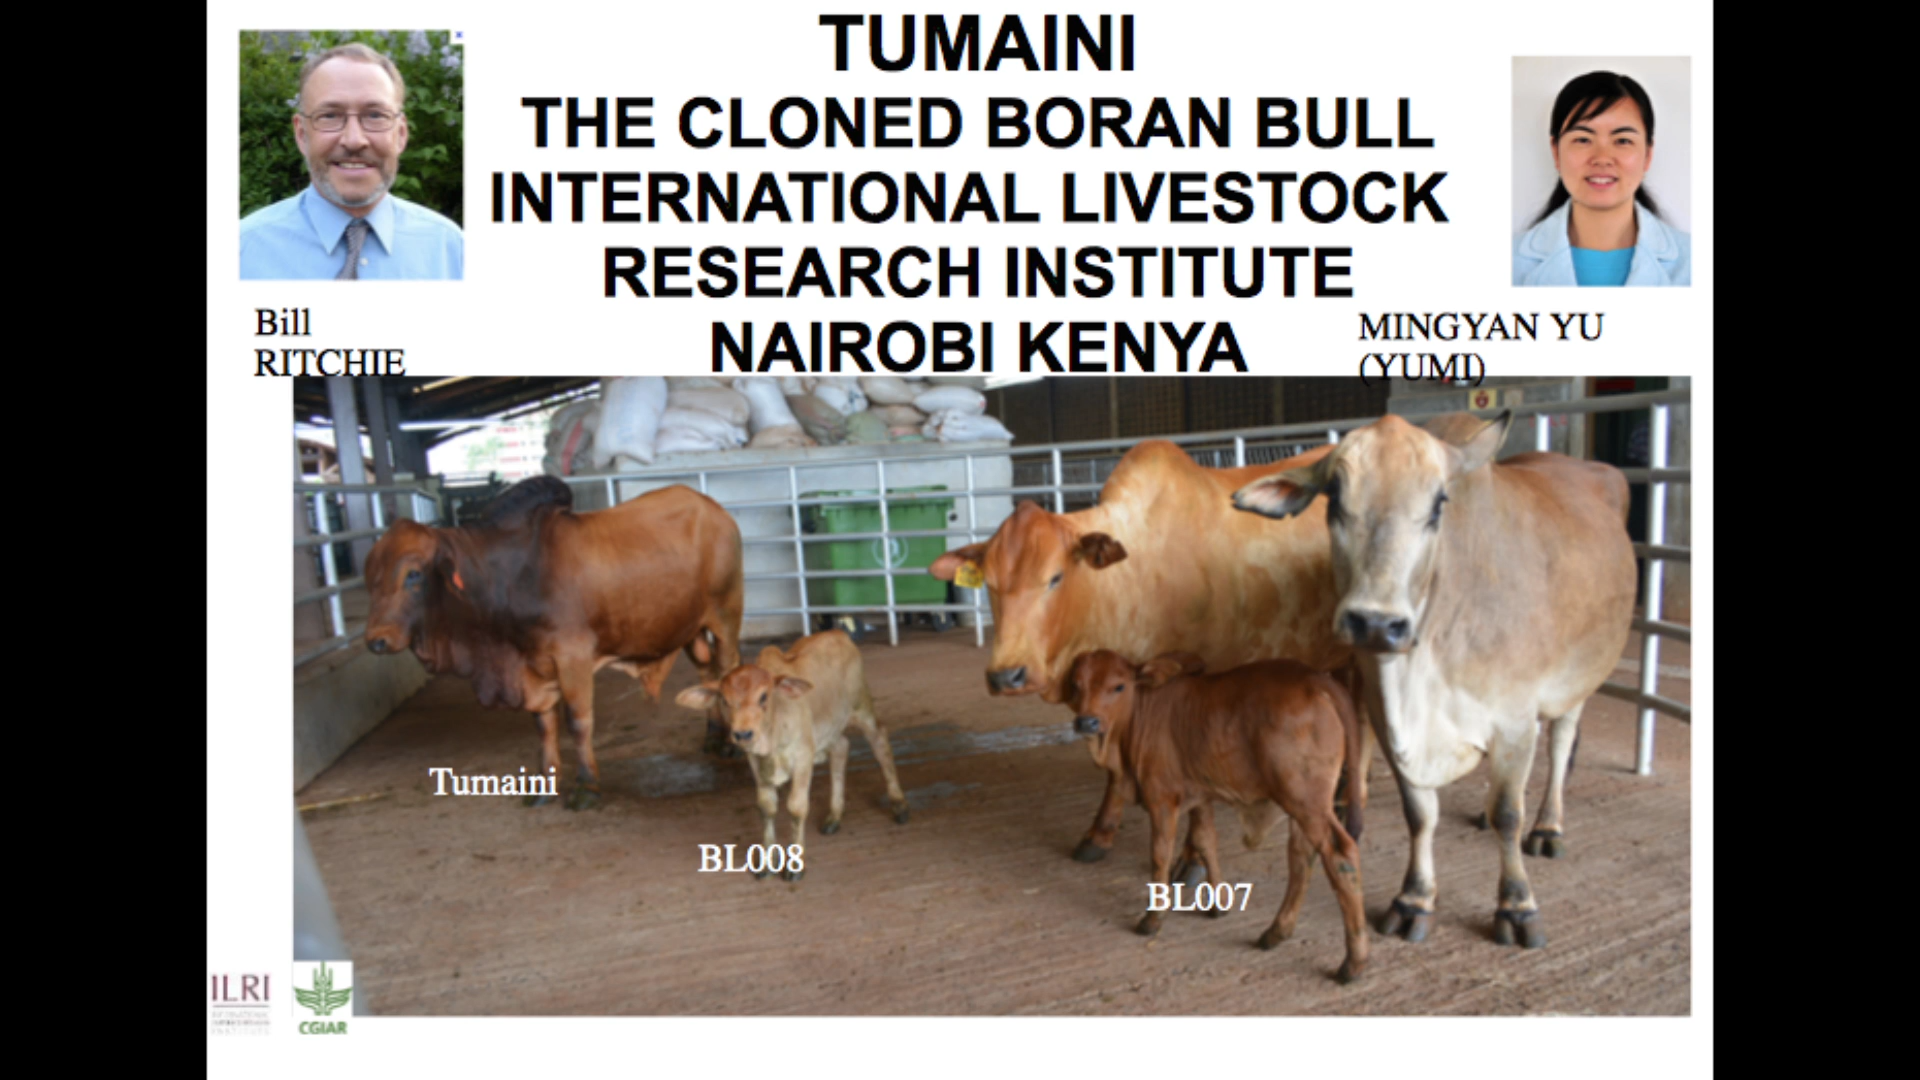 TUMAINI
THE CLONED BORAN BULL
INTERNATIONAL LIVESTOCK
RESEARCH INSTITUTE
NAIROBI KENYA
Bill
RITCHIE
MINGYAN YU
(YUMI)
Tumaini
BL008
BL007
ILRI
CGIAR